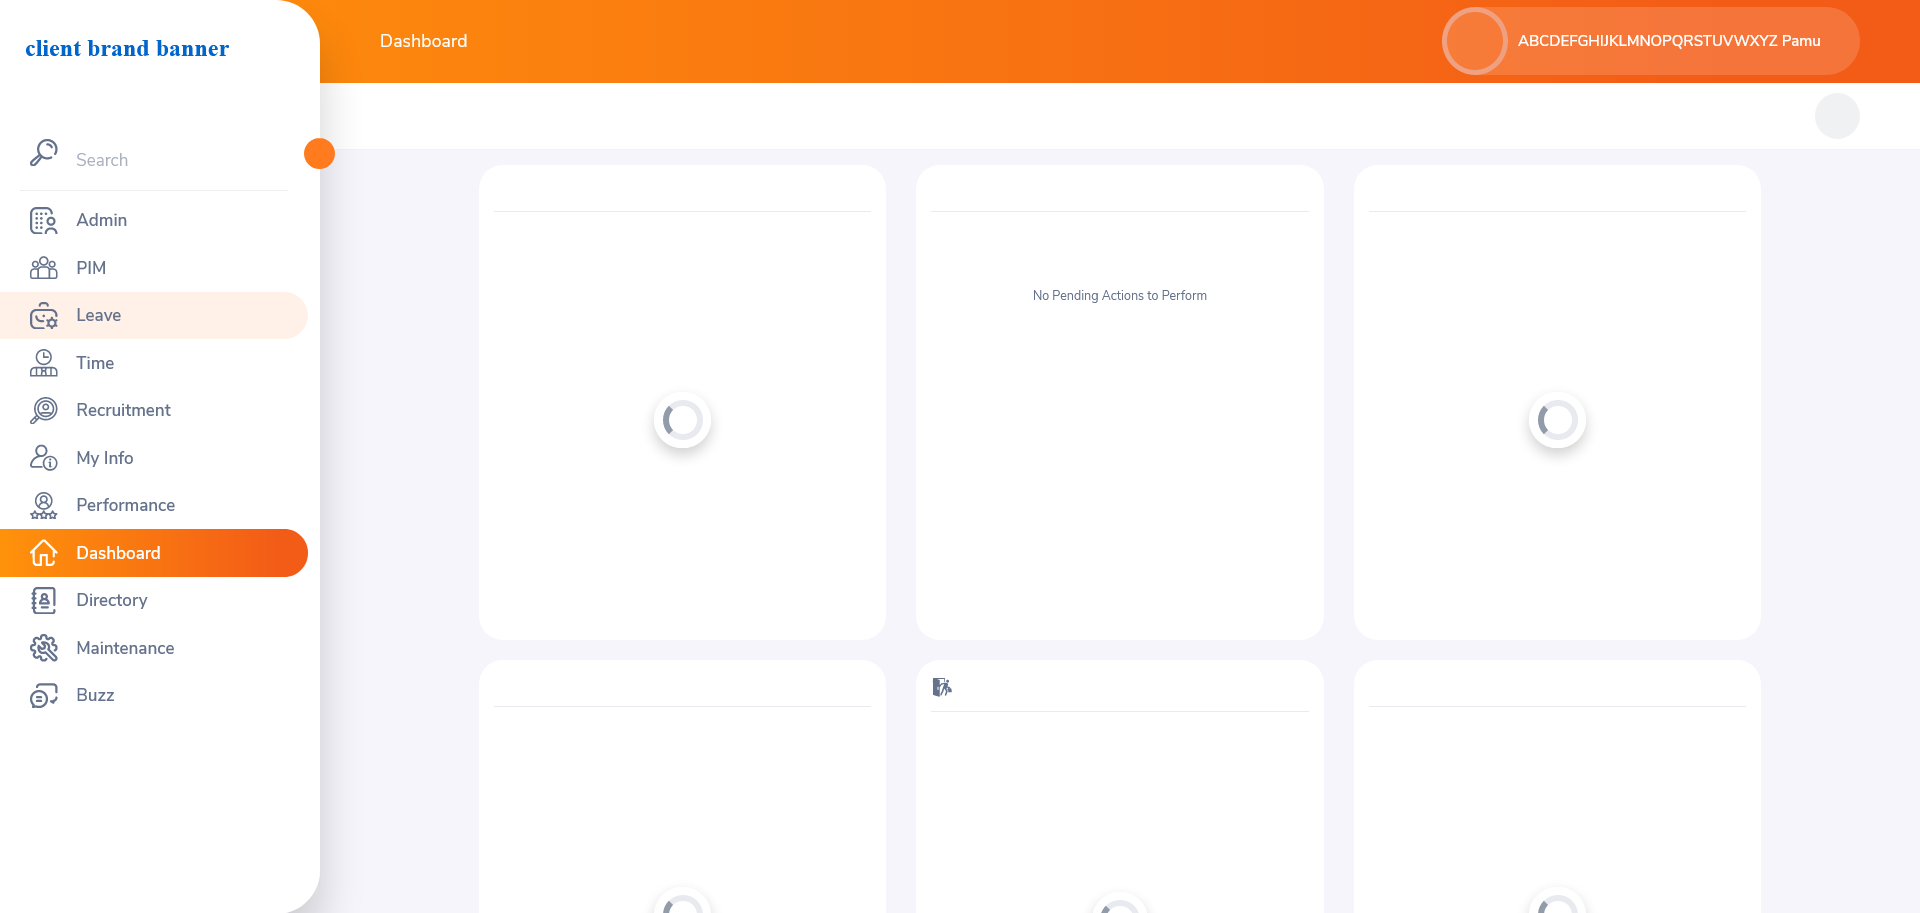 client brand banner
Dashboard
ABCDEFGHIJKLMNOPQRSTUVWXYZ Pamu
Search
Admin
PIM
Leave
Time
Recruitment
My Info
Performance
Dashboard
Directory
Maintenance
Buzz
No Pending Actions to Perform